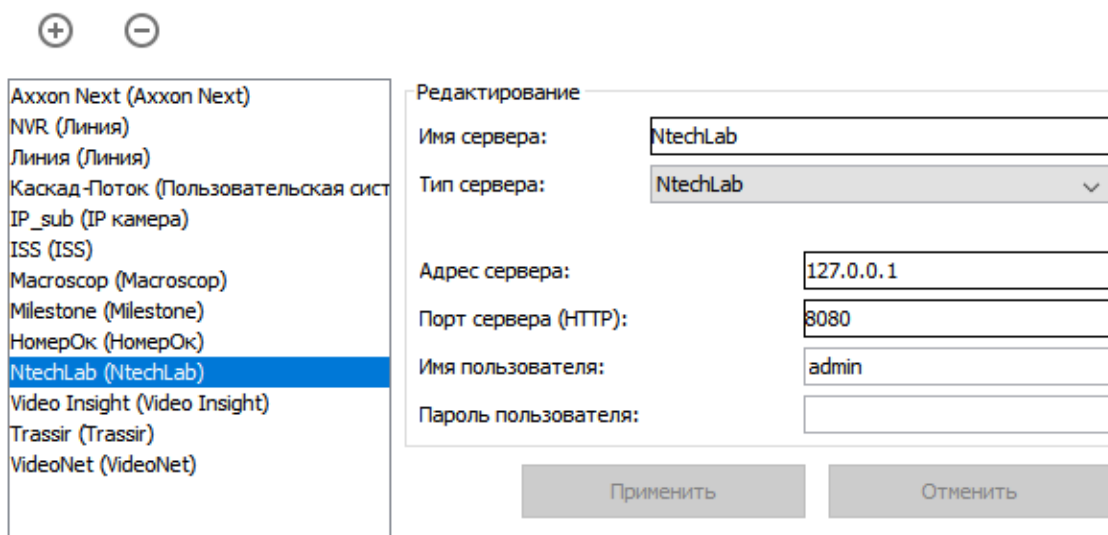 Axxon Next (Axxon Next)
NVR (Линия)
Линия (Линия)
Каскад-Поток (Пользовательская сист
IP_sub (IP камера)
ISS (ISS)
Macroscop (Macroscop)
Milestone (Milestone)
НомерОк (НомерОк)
NtechLab (NtechLab)
Video Insight (Video Insight)
Trassir (Trassir)
VideoNet (VideoNet)
Редактирование
Имя сервера: NtechLab
Тип сервера: NtechLab
Адрес сервера: 127.0.0.1
Порт сервера (HTTP): 8080
Имя пользователя: admin
Пароль пользователя:
Применить Отменить